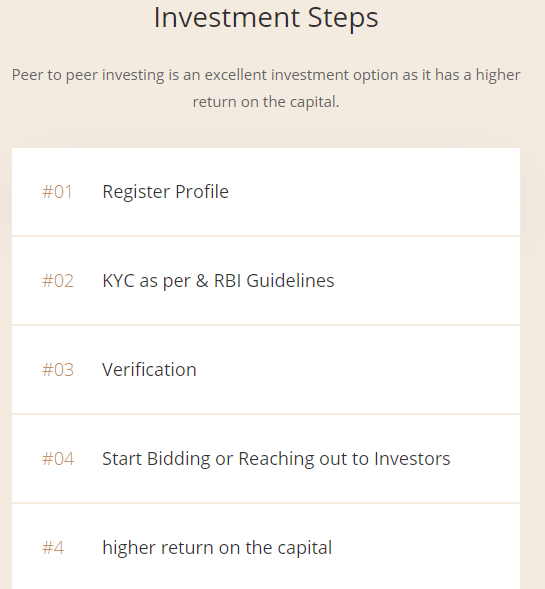 Investment Steps
Peer to peer investing is an excellent investment option as it has a higher
return on the capital.
#01 Register Profile
#02 KYC as per & RBI Guidelines
#03 Verification
#04 Start Bidding or Reaching out to Investors
#4 higher return on the capital